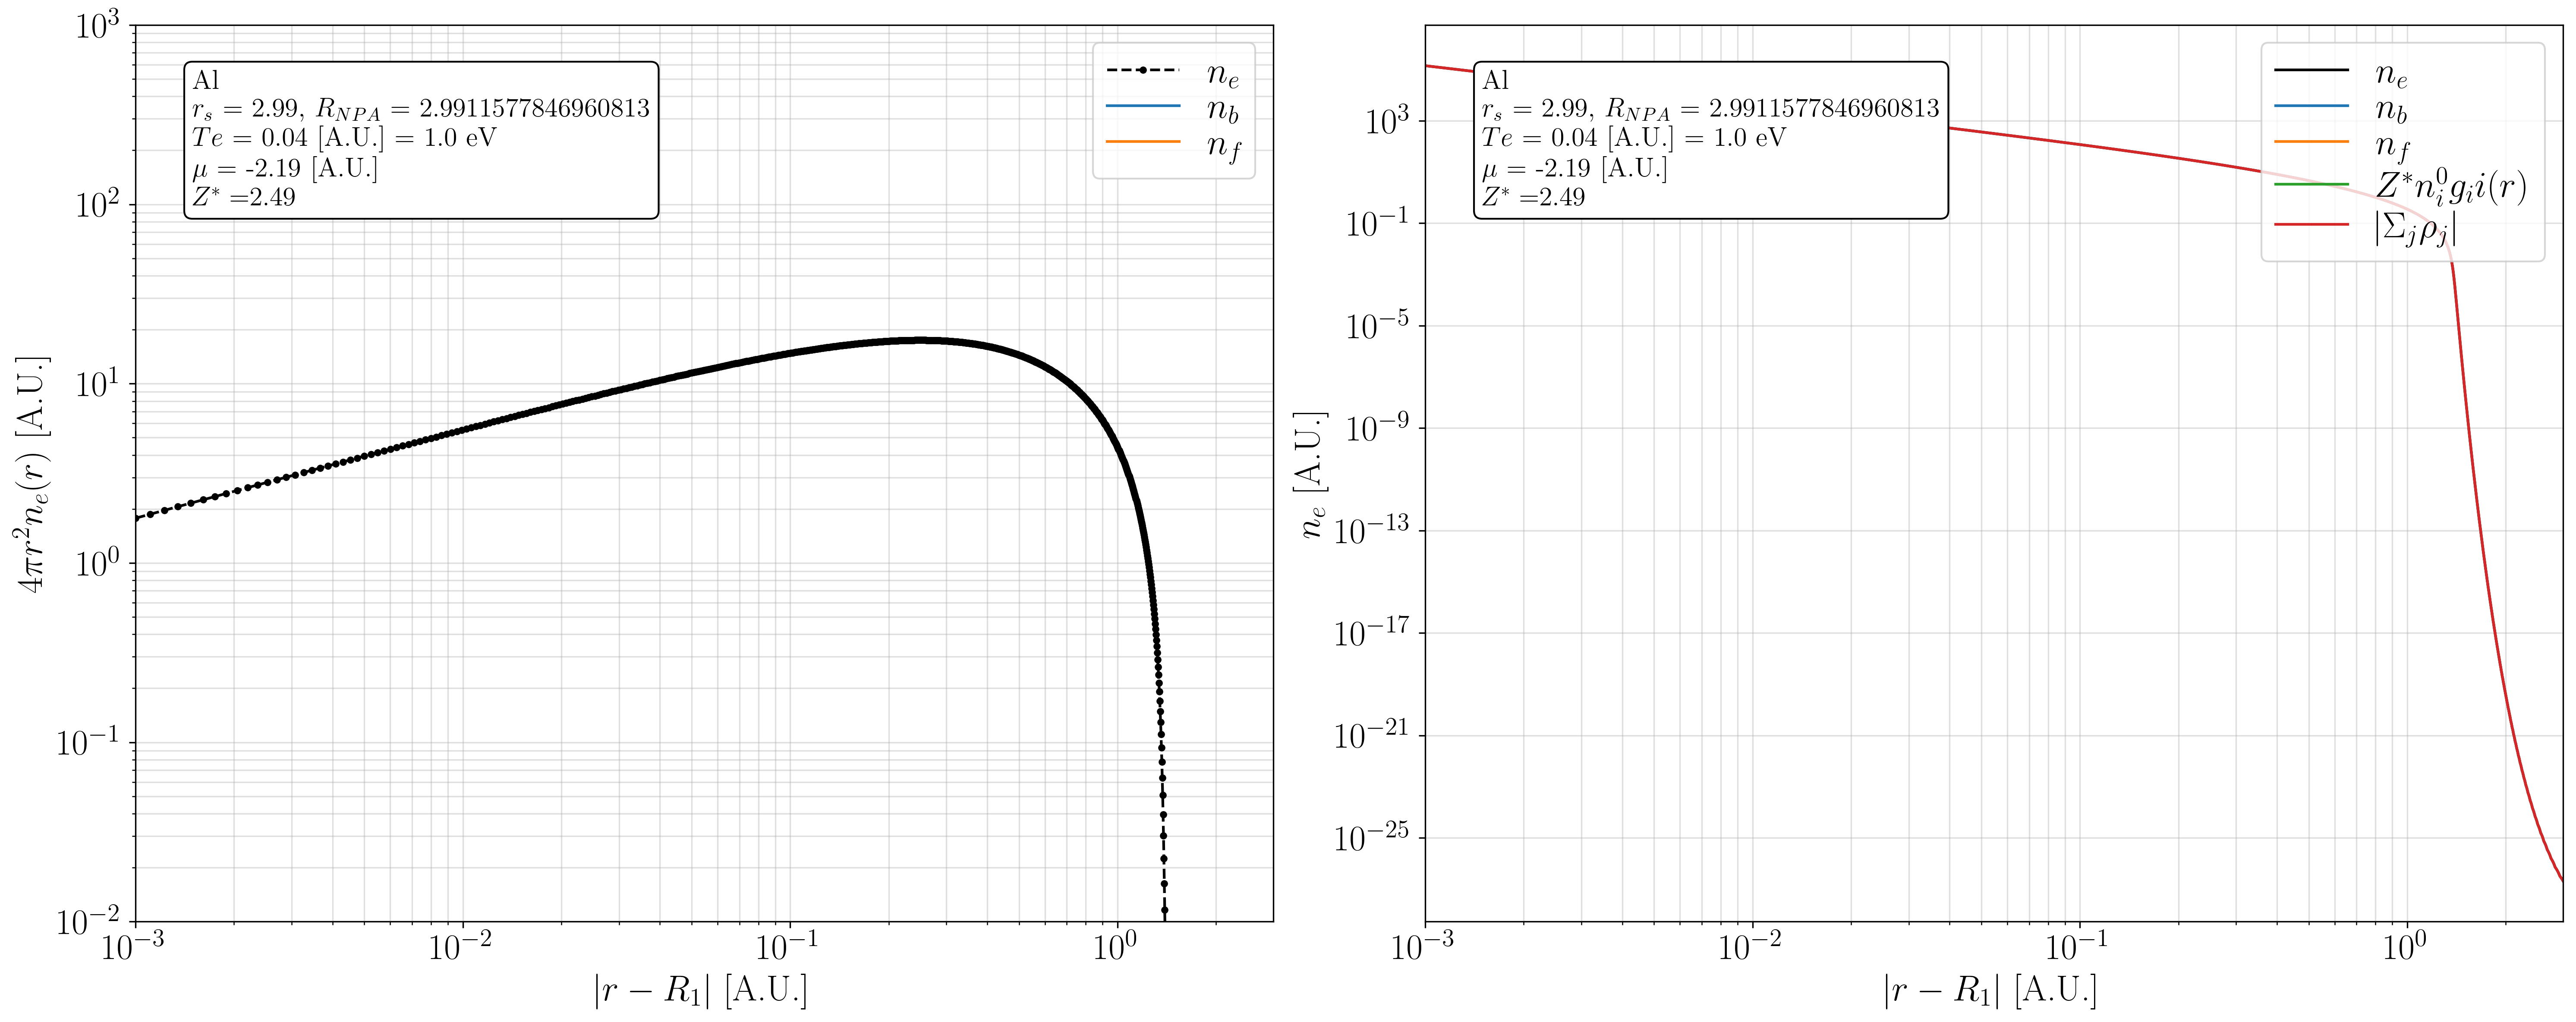 10^3
10^2
10^1
10^0
10^-1
10^-2
4πr^2n_e(r) [A.U.]
Al
r_s = 2.99, R_NPA = 2.9911577846960813
Te = 0.04 [A.U.] = 1.0 eV
μ = -2.19 [A.U.]
Z* =2.49
n_e
n_b
n_f
10^-3
10^-2
10^-1
10^0
|r − R_1| [A.U.]
10^3
10^-1
10^-5
10^-9
10^-13
10^-17
10^-21
10^-25
n_e [A.U.]
Al
r_s = 2.99, R_NPA = 2.9911577846960813
Te = 0.04 [A.U.] = 1.0 eV
μ = -2.19 [A.U.]
Z* =2.49
n_e
n_b
n_f
Z*n_i^0g_ii(r)
|Σ_jρ_j|
10^-3
10^-2
10^-1
10^0
|r − R_1| [A.U.]